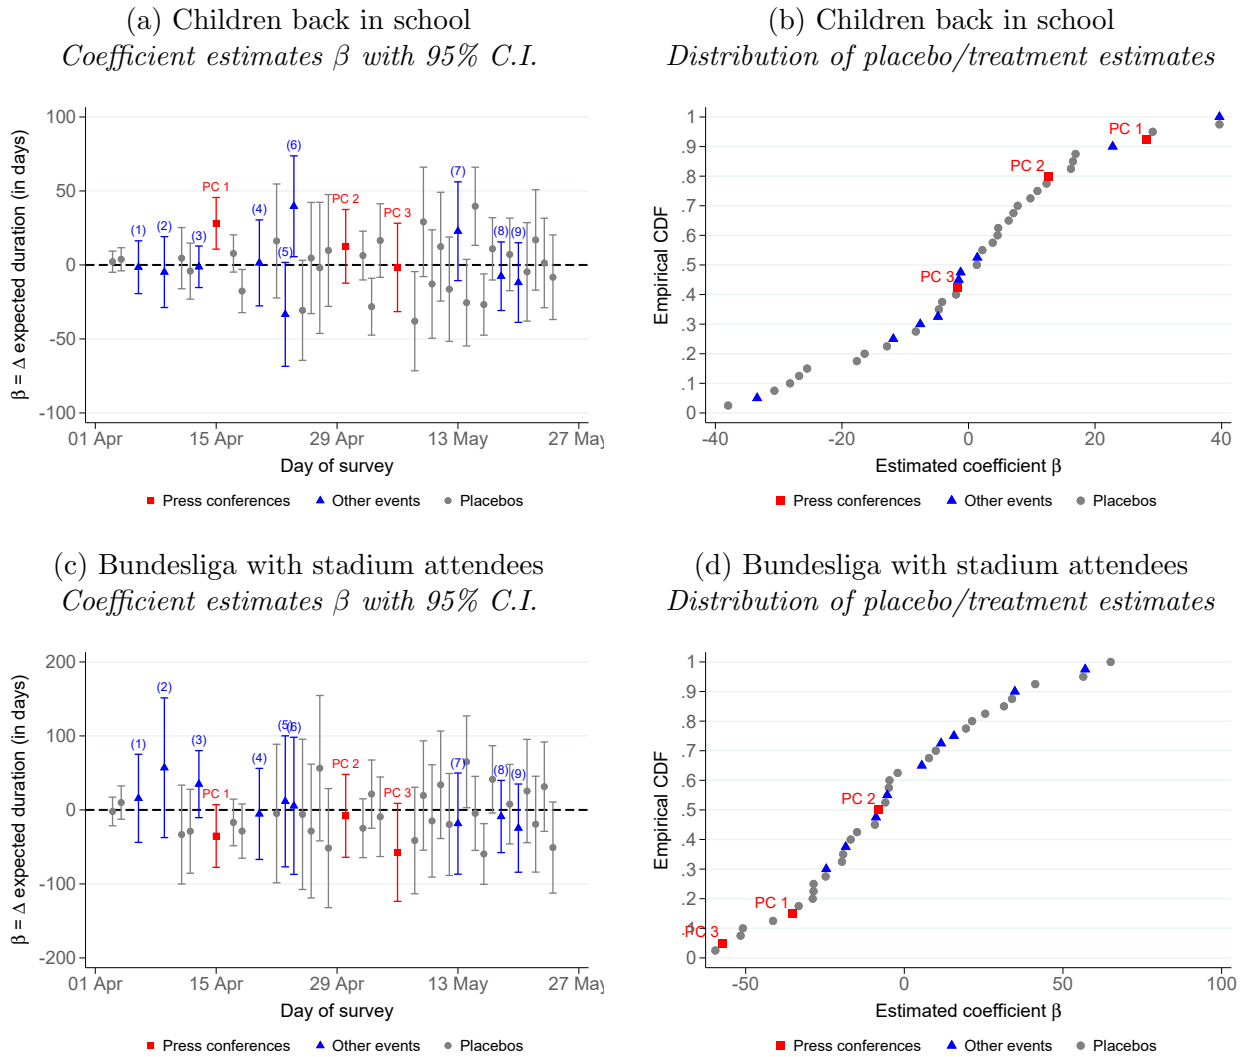 (a) Children back in school
Coefficient estimates β with 95% C.I.
β = Δ expected duration (in days)
100
50
0
-50
-100
(1)
(2)
(3)
PC 1
(4)
(5)
(6)
PC 2
PC 3
(7)
(8)
(9)
01 Apr
15 Apr
29 Apr
13 May
27 May
Day of survey
Press conferences
Other events
Placebos
(b) Children back in school
Distribution of placebo/treatment estimates
Empirical CDF
1
.9
.8
.7
.6
.5
.4
.3
.2
.1
0
PC 1
PC 2
PC 3
-40
-20
0
20
40
Estimated coefficient β
Press conferences
Other events
Placebos
(c) Bundesliga with stadium attendees
Coefficient estimates β with 95% C.I.
β = Δ expected duration (in days)
200
100
0
-100
-200
(1)
(2)
(3)
PC 1
(4)
(5)
(6)
PC 2
PC 3
(7)
(8)
(9)
01 Apr
15 Apr
29 Apr
13 May
27 May
Day of survey
Press conferences
Other events
Placebos
(d) Bundesliga with stadium attendees
Distribution of placebo/treatment estimates
Empirical CDF
1
.9
.8
.7
.6
.5
.4
.3
.2
.1
0
PC 2
PC 1
PC 3
-50
0
50
100
Estimated coefficient β
Press conferences
Other events
Placebos